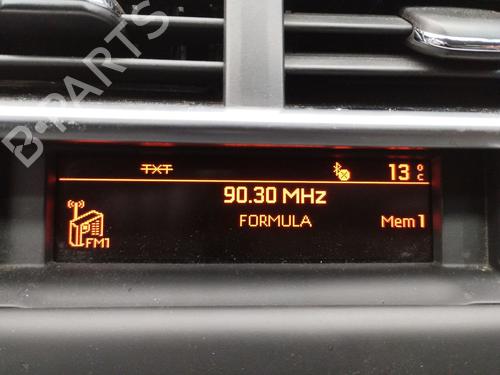 B-PARTS
TXT 13 °C
90.30 MHz
FORMULA Mem 1
FM1